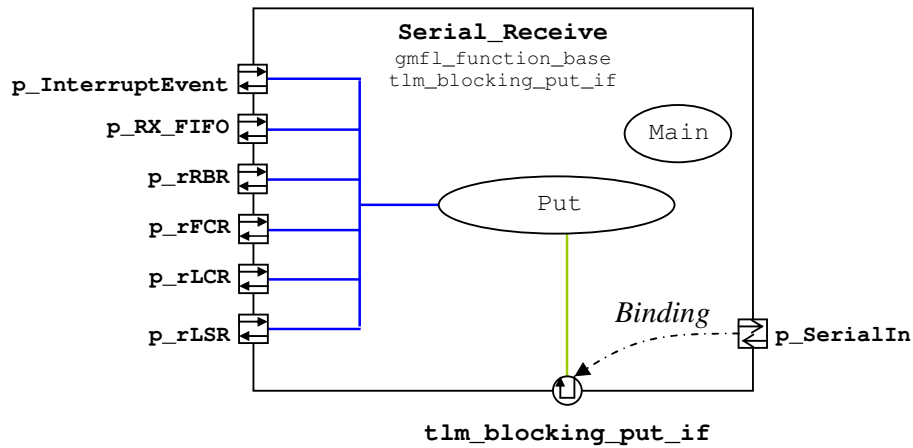 Serial_Receive
gmfl_function_base
tlm_blocking_put_if
p_InterruptEvent
p_RX_FIFO
Main
p_rRBR
Put
p_rFCR
p_rLCR
Binding
p_rLSR
p_SerialIn
tlm_blocking_put_if